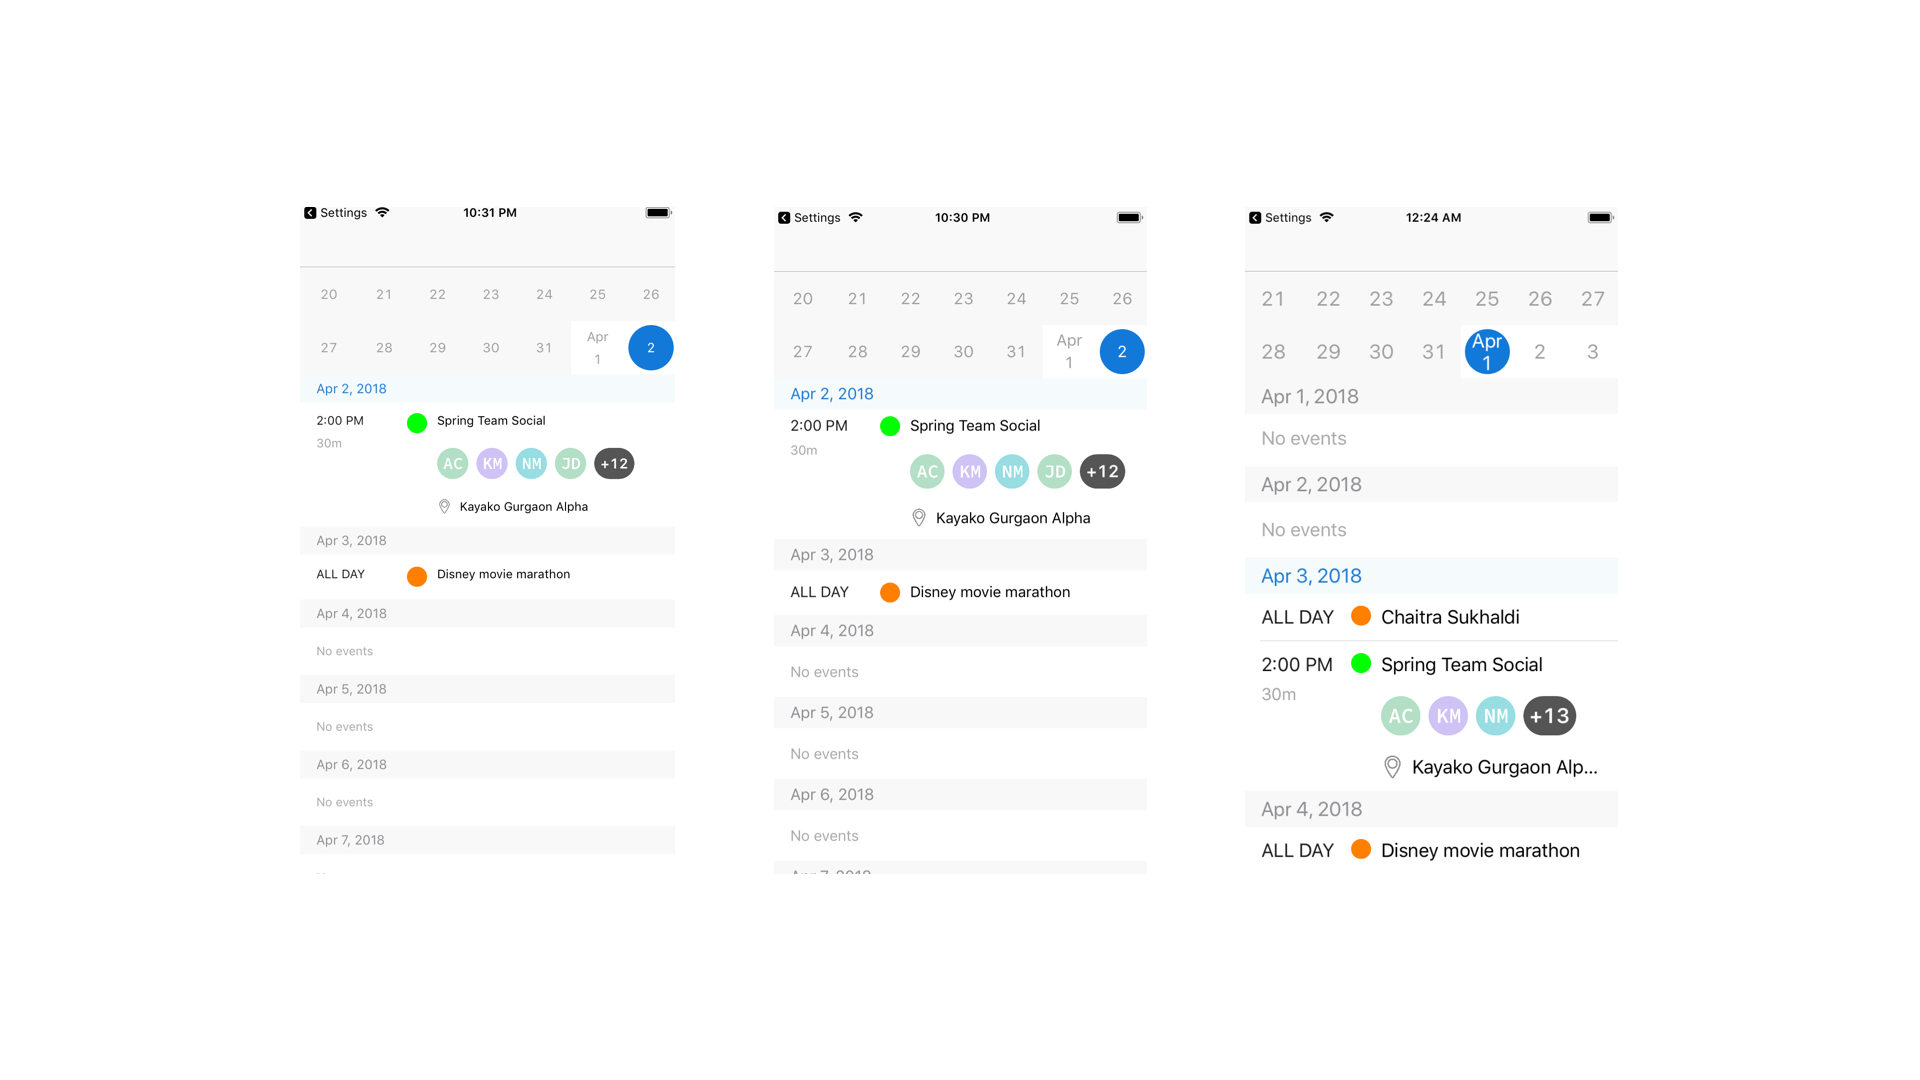 Settings 10:31 PM
20 21 22 23 24 25 26
27 28 29 30 31 Apr 1 2
Apr 2, 2018
2:00 PM Spring Team Social
30m
AC KM NM JD +12
Kayako Gurgaon Alpha
Apr 3, 2018
ALL DAY Disney movie marathon
Apr 4, 2018
No events
Apr 5, 2018
No events
Apr 6, 2018
No events
Apr 7, 2018
Settings 10:30 PM
20 21 22 23 24 25 26
27 28 29 30 31 Apr 1 2
Apr 2, 2018
2:00 PM Spring Team Social
30m
AC KM NM JD +12
Kayako Gurgaon Alpha
Apr 3, 2018
ALL DAY Disney movie marathon
Apr 4, 2018
No events
Apr 5, 2018
No events
Apr 6, 2018
No events
Apr 7, 2018
Settings 12:24 AM
21 22 23 24 25 26 27
28 29 30 31 Apr 1 2 3
Apr 1, 2018
No events
Apr 2, 2018
No events
Apr 3, 2018
ALL DAY Chaitra Sukhaldi
2:00 PM Spring Team Social
30m
AC KM NM +13
Kayako Gurgaon Alp...
Apr 4, 2018
ALL DAY Disney movie marathon